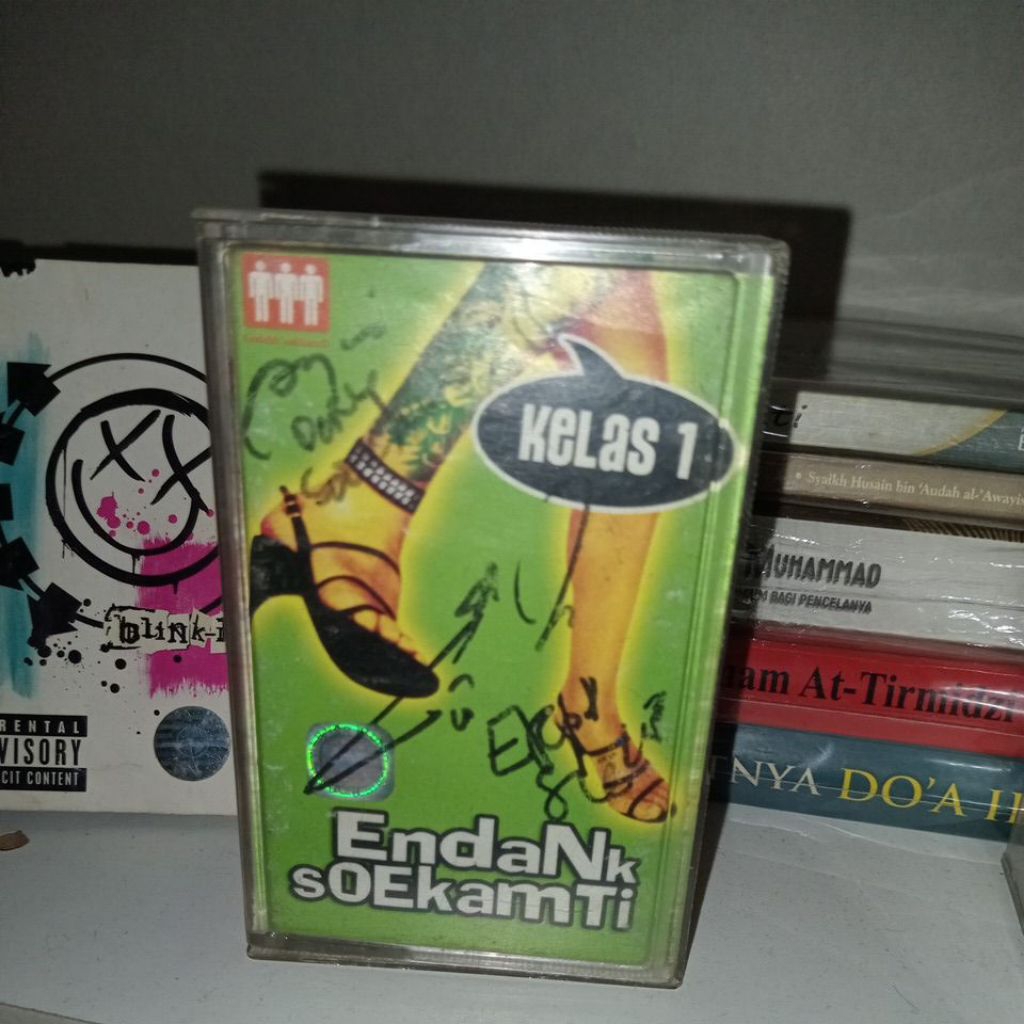 KELAS 1
EndaNk
sOEkamTi
blink-
RENTAL
VISORY
CIT CONTENT
Syaikh Husain bin 'Audah al-'Awayis
MUHAMMAD
BAGI PENCELANYA
am At-Tirmidzi
NYA DO'A